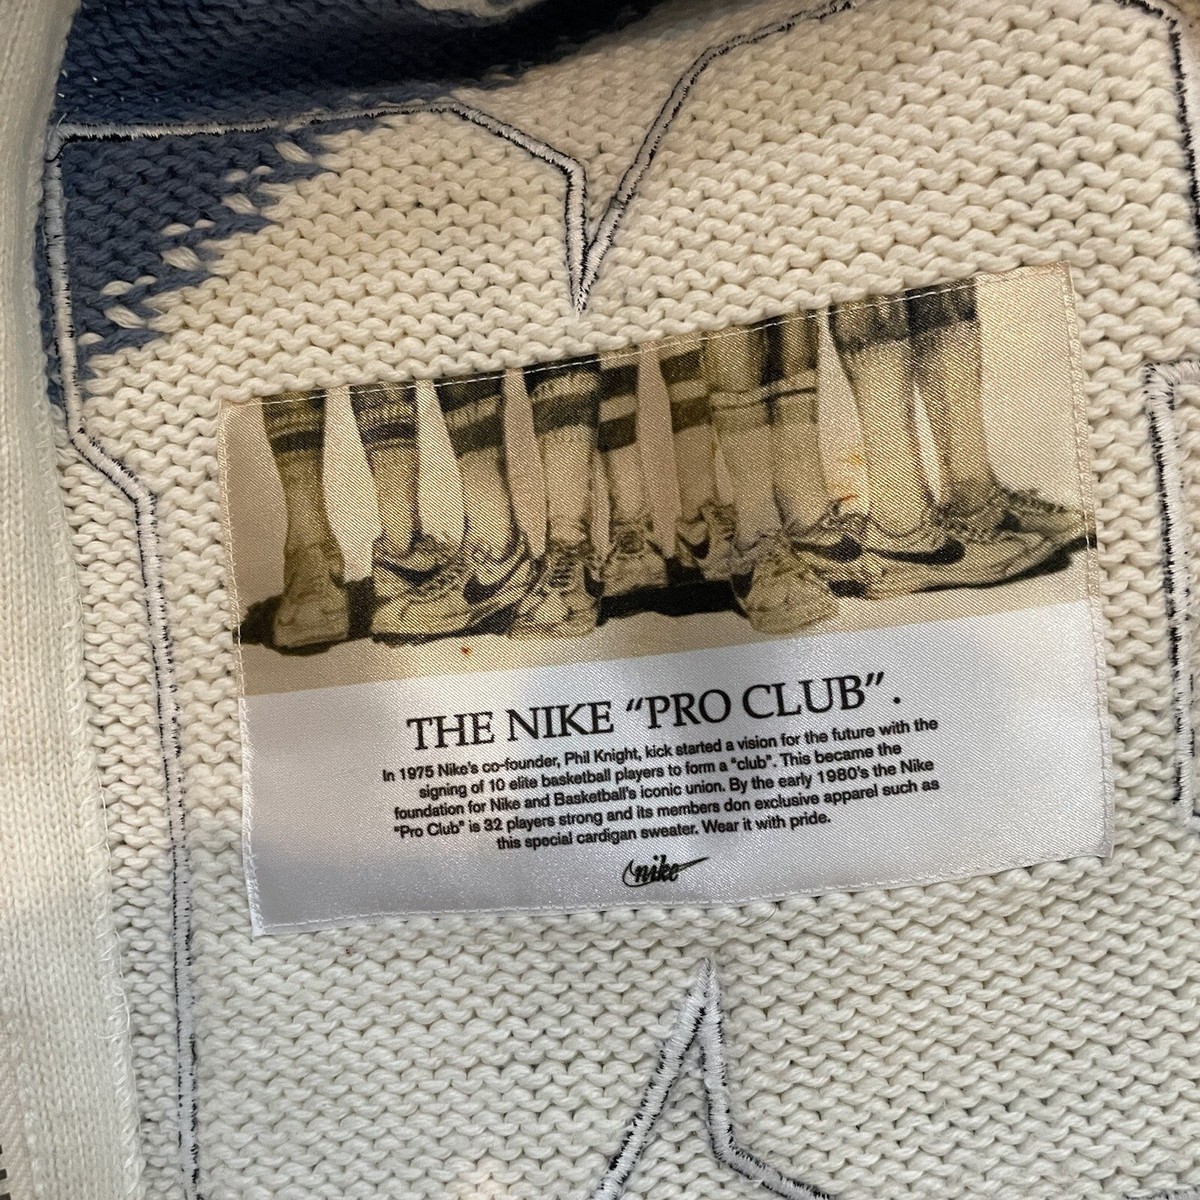 THE NIKE “PRO CLUB”.
In 1975 Nike's co-founder, Phil Knight, kick started a vision for the future with the
signing of 10 elite basketball players to form a "club". This became the
foundation for Nike and Basketball's iconic union. By the early 1980's the Nike
"Pro Club" is 32 players strong and its members don exclusive apparel such as
this special cardigan sweater. Wear it with pride.
nike